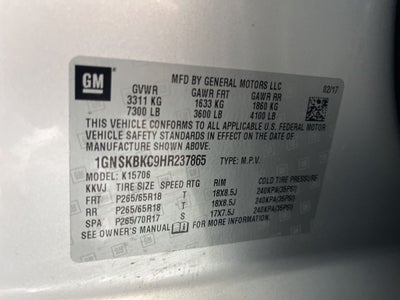 GM
MFD BY GENERAL MOTORS LLC 02/17
GVWR GAWR FRT GAWR RR
3311 KG 1633 KG 1860 KG
7300 LB 3600 LB 4100 LB
THIS VEHICLE CONFORMS TO ALL APPLICABLE U.S. FEDERAL MOTOR
VEHICLE SAFETY STANDARDS IN EFFECT ON THE DATE OF
MANUFACTURE SHOWN ABOVE.
1GNSKBKC9HR237865 TYPE: M.P.V.
MODEL: K15706
KKVJ TIRE SIZE SPEED RTG RIM COLD TIRE PRESSURE
FRT P265/65R18 T 18X8.5J 240KPA(35PSI)
RR P265/65R18 T 18X8.5J 240KPA(35PSI)
SPA P265/70R17 S 17X7.5J 240KPA(35PSI)
SEE OWNER'S MANUAL FOR MORE INFORMATION.